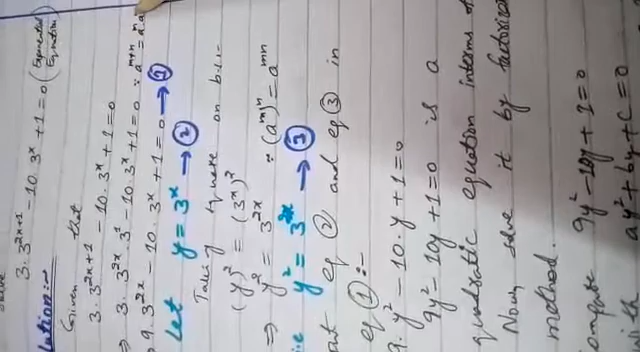 3.3^{2x+1} - 10.3^x + 1 = 0 (Exponential Equation)
lution:-
Given that
3.3^{2x+1} - 10.3^x + 1 = 0
⇒ 3.3^{2x}.3^1 - 10.3^x + 1 = 0 ∵ a^{m+n} = a^m.a^n
9.3^{2x} - 10.3^x + 1 = 0 → ①
Let y = 3^x → ②
Taking square on b.s:-
(y)^2 = (3^x)^2
⇒ y^2 = 3^{2x} ∵ (a^m)^n = a^{mn}
i.e y^2 = 3^{2x} → ③
eq ② and eq ③ in
eq ①:-
9.y^2 - 10.y + 1 = 0
9y^2 - 10y + 1 = 0 is a
quadratic equation interms of
Now, solve it by factoriza
method.
ompare 9y^2 - 10y + 1 = 0
with ay^2 + by + c = 0